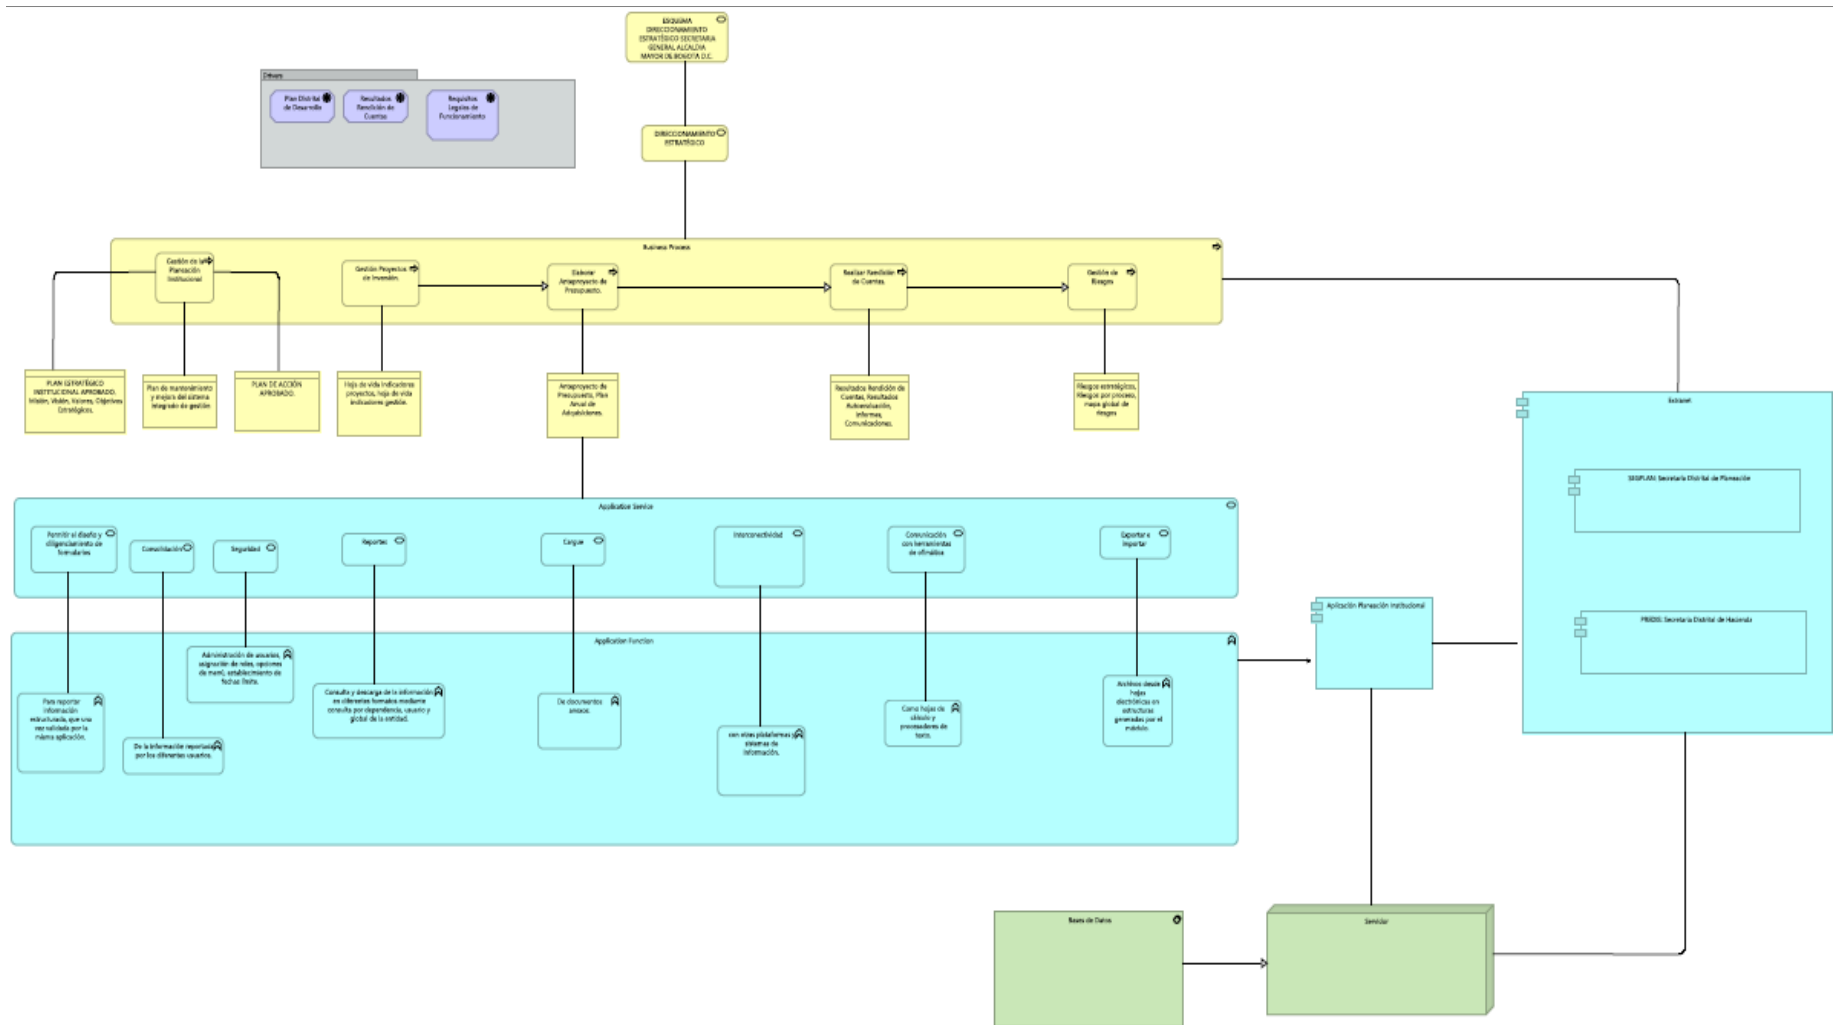 ESQUEMA
DIRECCIONAMIENTO
ESTRATÉGICO SECRETARIA
GENERAL ALCALDIA
MAYOR DE BOGOTA D.C.
Drivers
Plan Distrital
de Desarrollo
Resultados
Rendición de
Cuentas
Requisitos
Legales de
Funcionamiento
DIRECCIONAMIENTO
ESTRATÉGICO
Business Process
Gestión de la
Planeación
Institucional
Gestión Proyectos
de Inversión.
Elaborar
Anteproyecto de
Presupuesto.
Realizar Rendición
de Cuentas.
Gestión de
Riesgos
PLAN ESTRATÉGICO
INSTITUCIONAL APROBADO,
Misión, Visión, Valores, Objetivos
Estratégicos.
Plan de mantenimiento
y mejora del sistema
integrado de gestión
PLAN DE ACCIÓN
APROBADO.
Hoja de vida indicadores
proyectos, hoja de vida
indicadores gestión.
Anteproyecto de
Presupuesto, Plan
Anual de
Adquisiciones.
Resultados Rendición de
Cuentas, Resultados
Autoevaluación,
Informes,
Comunicaciones.
Riesgos estratégicos,
Riesgos por proceso,
mapa global de
riesgos
Extranet
SEGPLAN: Secretaría Distrital de Planeación
PREDIS: Secretaría Distrital de Hacienda
Application Service
Permitir el diseño y
diligenciamiento de
formularios
Consolidación
Seguridad
Reportes
Cargue
Interconectividad
Comunicación
con herramientas
de ofimática
Exportar e
importar
Aplicación Planeación Institucional
Application Function
Para reportar
información
estructurada, que una
vez validada por la
misma aplicación.
De la información reportada
por los diferentes usuarios.
Administración de usuarios,
asignación de roles, opciones
de menú, establecimiento de
fechas límite.
Consulta y descarga de la información
en diferentes formatos mediante
consulta por dependencia, usuario y
global de la entidad.
De documentos
anexos
con otras plataformas y
sistemas de
información.
Como hojas de
cálculo y
procesadores de
texto.
Archivos desde
hojas
electrónicas en
estructuras
generadas por el
módulo.
Bases de Datos
Servidor